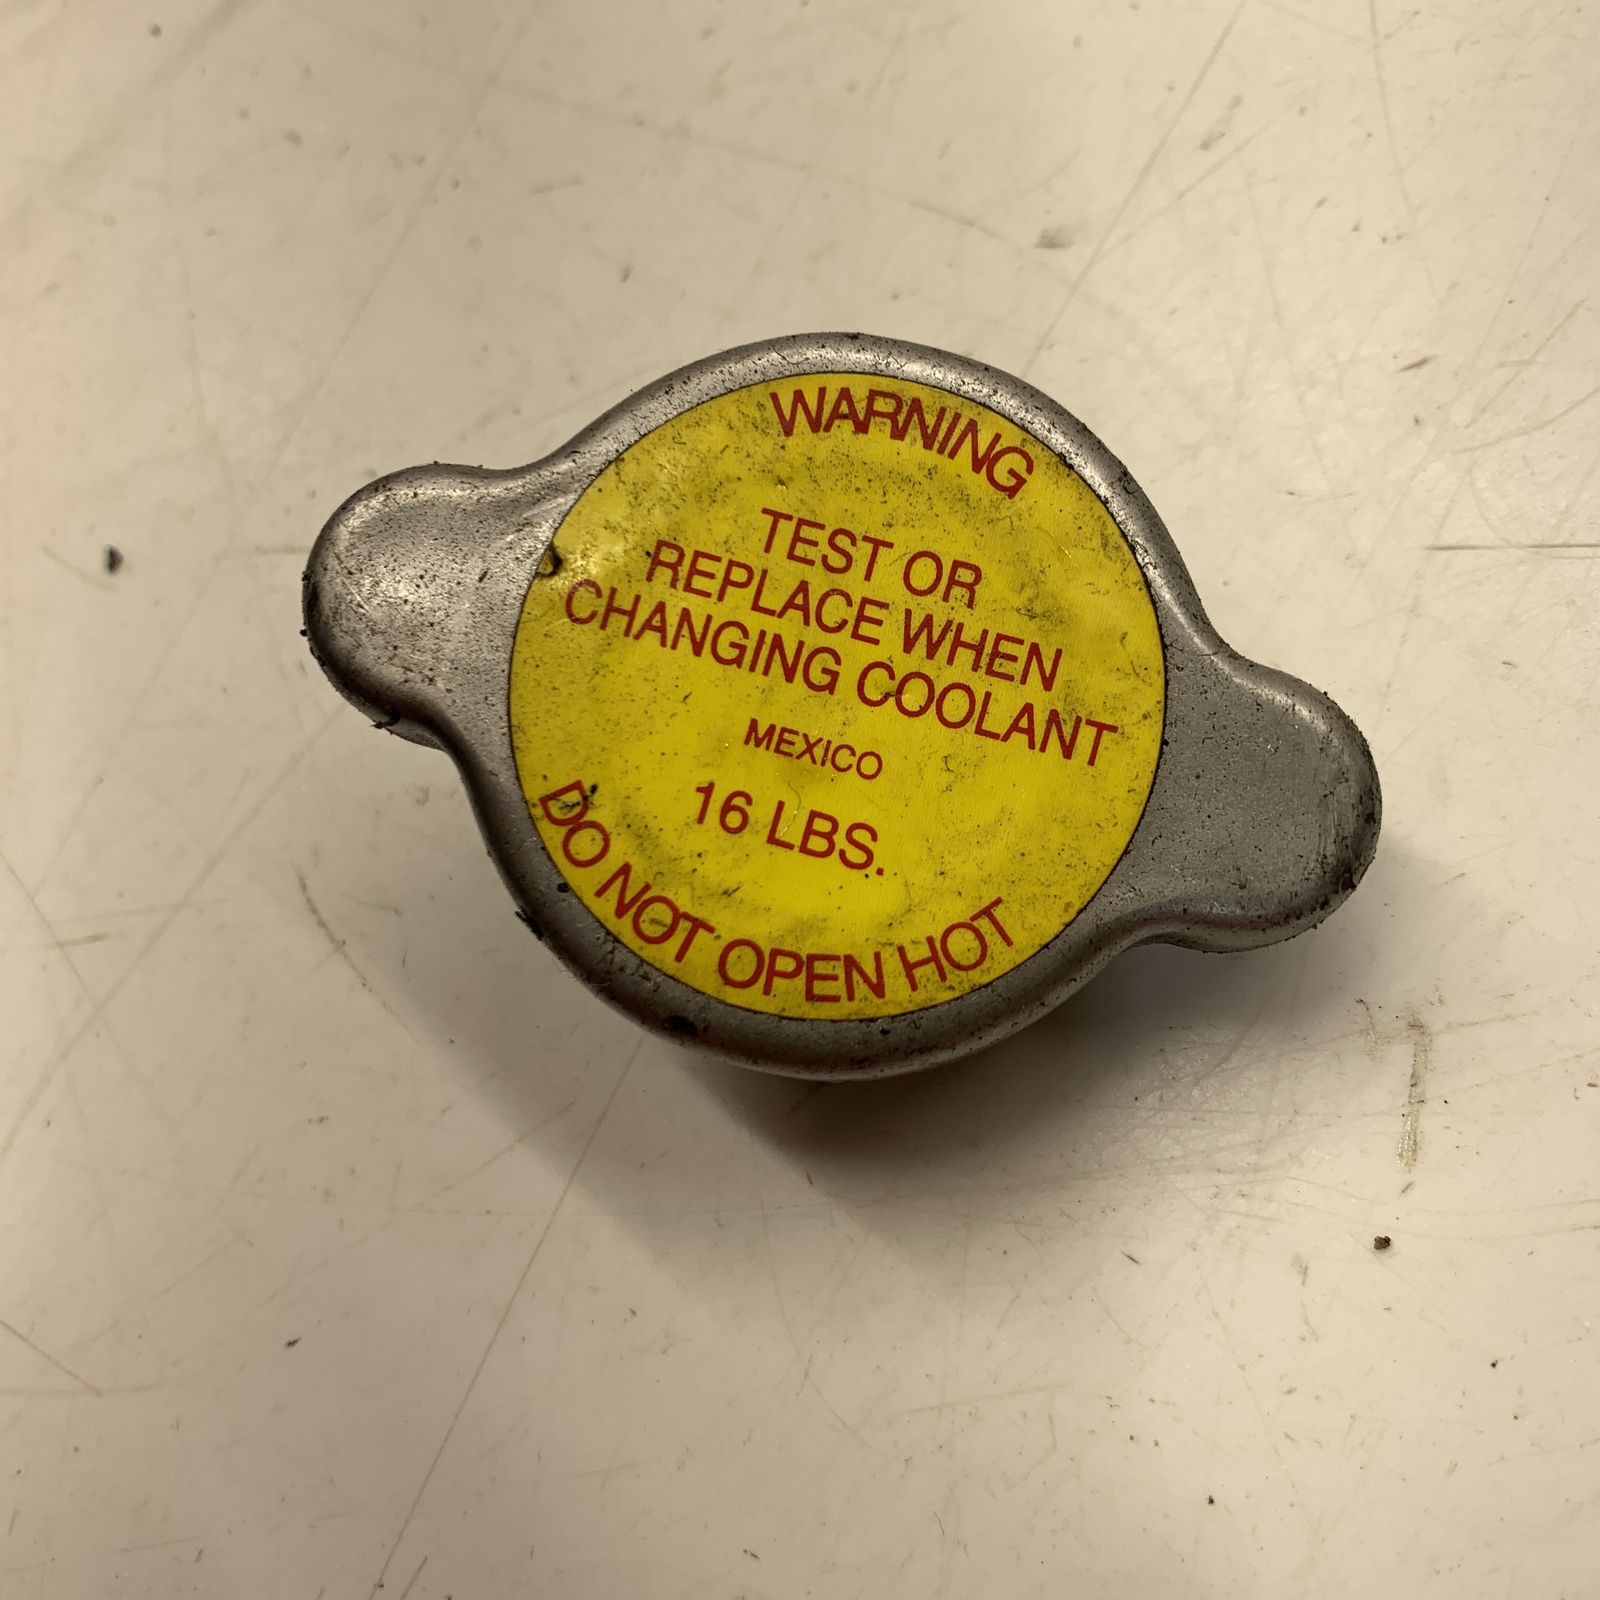 WARNING
TEST OR
REPLACE WHEN
CHANGING COOLANT
MEXICO
16 LBS.
DO NOT OPEN HOT